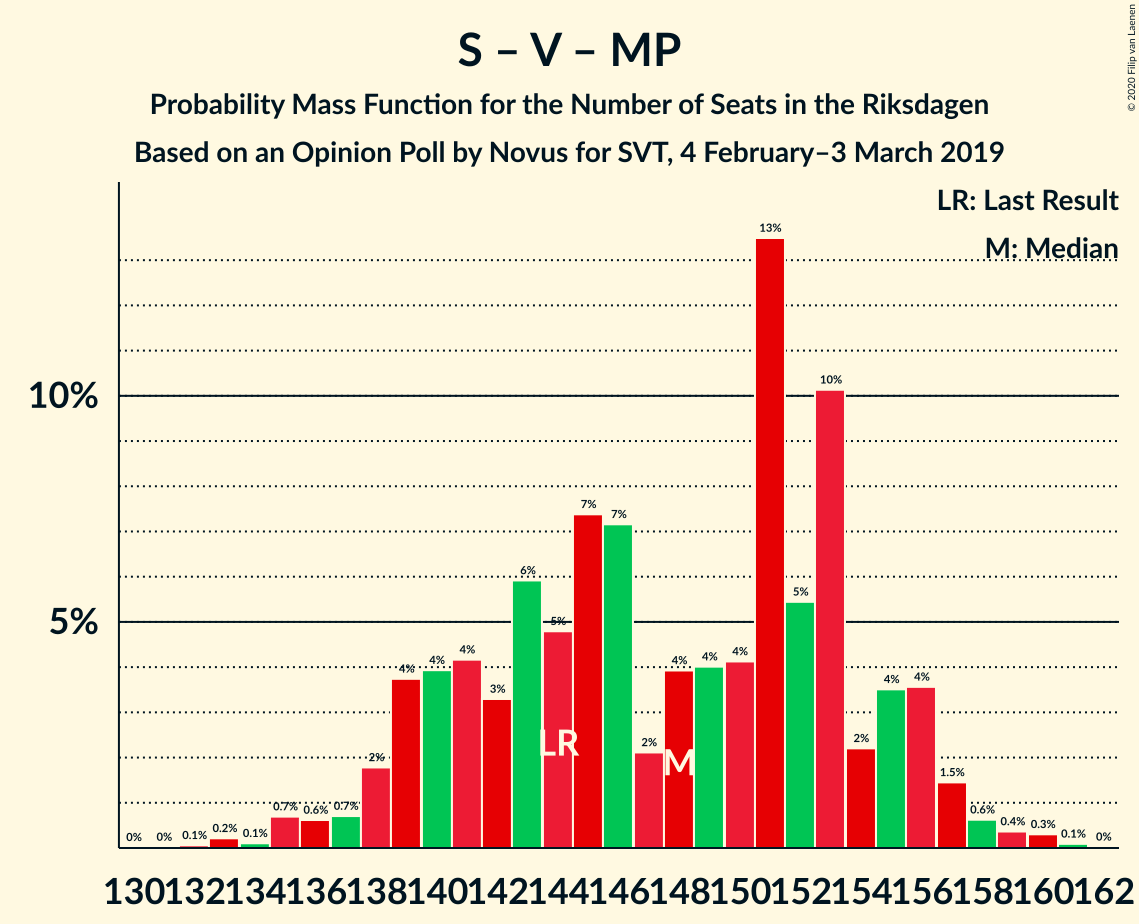 S – V – MP
Probability Mass Function for the Number of Seats in the Riksdagen
Based on an Opinion Poll by Novus for SVT, 4 February–3 March 2019
© 2020 Filip van Laenen
LR: Last Result
M: Median
10%
5%
0% 0% 0.1% 0.2% 0.1% 0.7% 0.6% 0.7% 2% 4% 4% 4% 3% 6% 5% 7% 7% 2% 4% 4% 4% 13% 5% 10% 2% 4% 4% 1.5% 0.6% 0.4% 0.3% 0.1% 0%
LR
M
130 132 134 136 138 140 142 144 146 148 150 152 154 156 158 160 162